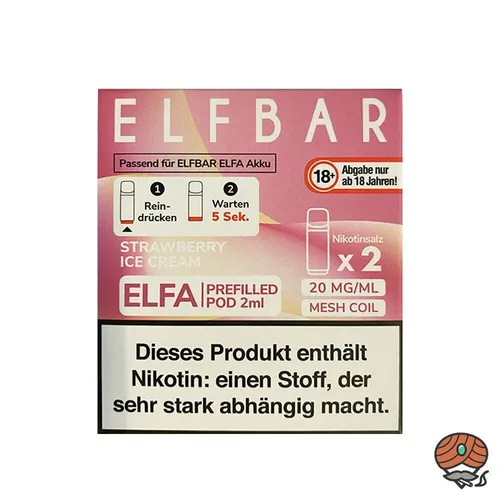 ELFBAR
Passend für ELFBAR ELFA Akku
1
Rein-
drücken
2
Warten
5 Sek.
18+
Abgabe nur
ab 18 Jahren!
STRAWBERRY
ICE CREAM
Nikotinsalz
x 2
ELFA
PREFILLED
POD 2ml
20 MG/ML
MESH COIL
Dieses Produkt enthält
Nikotin: einen Stoff, der
sehr stark abhängig macht.